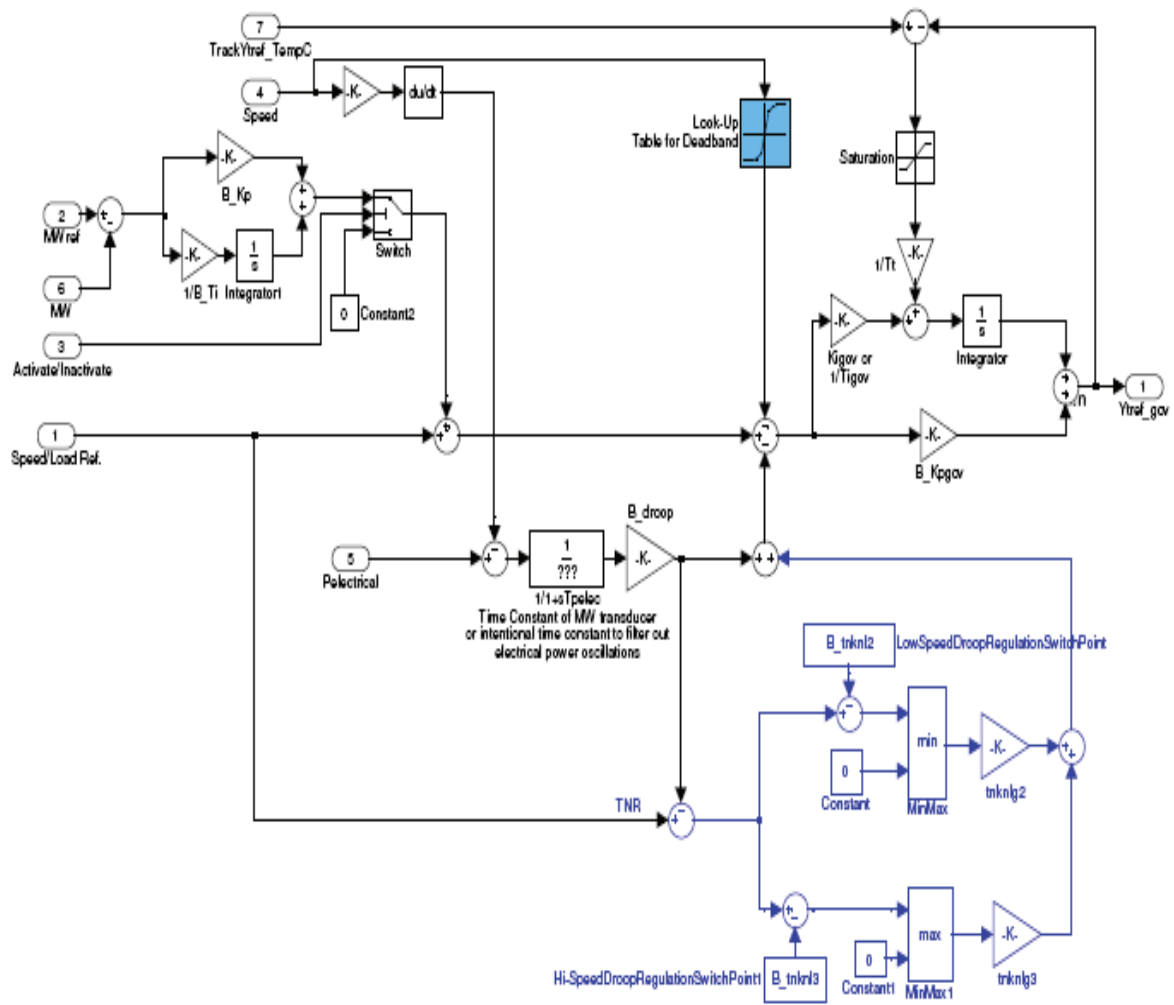 7
TrackYtref_TempC
4
Speed
-K-
du/dt
Look-Up
Table for Deadband
Saturation
-K-
B_Kp
2
MWref
-K-
1/B_Ti
1
s
Integrator1
Switch
6
MW
0
Constant2
3
Activate/Inactivate
-K-
1/Tt
-K-
Kigov or
1/Tigov
1
s
Integrator
1
Ytref_gov
1
Speed/Load Ref.
-K-
B_Kpgov
B_droop
5
Pelectrical
1
???
-K-
1/1+sTpelec
Time Constant of MW transducer
or intentional time constant to filter out
electrical power oscillations
B_tnknl2
LowSpeedDroopRegulationSwitchPoint
min
MinMax
0
Constant
-K-
tnknlg2
TNR
max
MinMax1
0
Constant1
-K-
tnknlg3
Hi-SpeedDroopRegulationSwitchPoint1
B_tnknl3